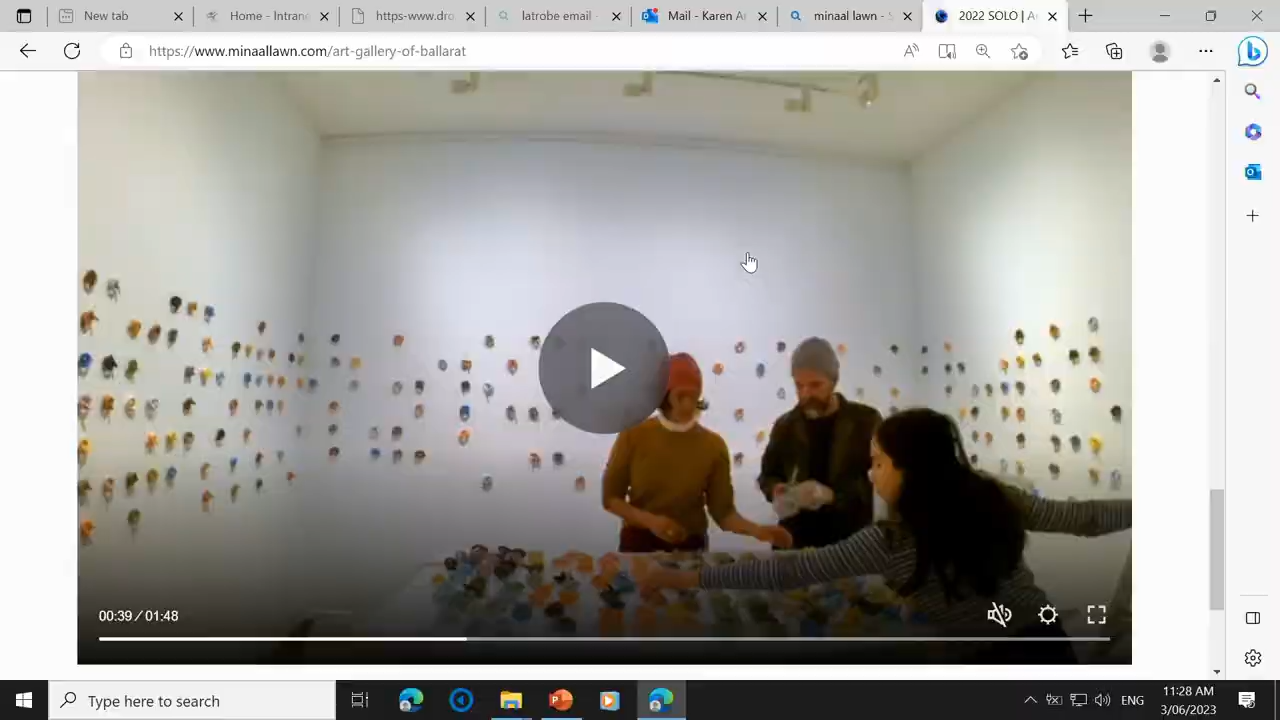 New tab
Home - Intrane
https-www.dro
latrobe email -
Mail - Karen A
minaal lawn - S
2022 SOLO | A
https://www.minaallawn.com/art-gallery-of-ballarat
00:39 / 01:48
Type here to search
ENG
11:28 AM
3/06/2023